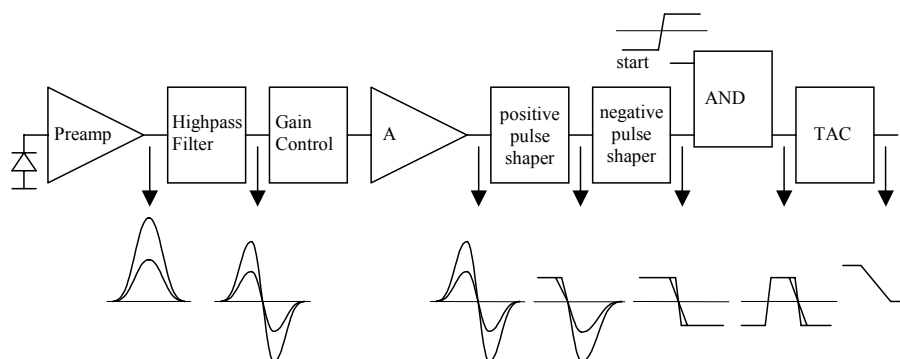 Preamp
Highpass
Filter
Gain
Control
A
positive
pulse
shaper
negative
pulse
shaper
start
AND
TAC